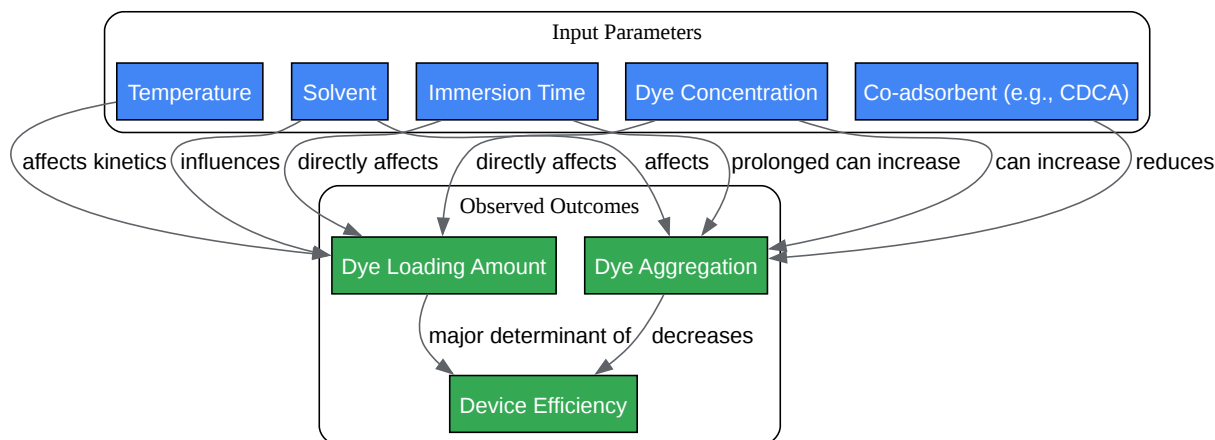 Input Parameters
Temperature
Solvent
Immersion Time
Dye Concentration
Co-adsorbent (e.g., CDCA)
affects kinetics
influences
directly affects
directly affects
affects
prolonged can increase
can increase
reduces
Observed Outcomes
Dye Loading Amount
Dye Aggregation
major determinant of
decreases
Device Efficiency